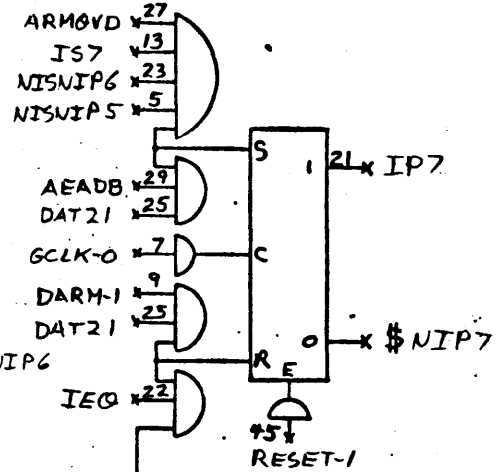 27
ARMOVD
13
IS7
23
NISNIP6
5
NISNIP5
S
1 21 IP7
29
AEADB
25
DAT21
7
GCLK-0
C
9
DARM-1
25
DAT21
0 $NIP7
NIP6
R
E
22
IEO
45
RESET-1